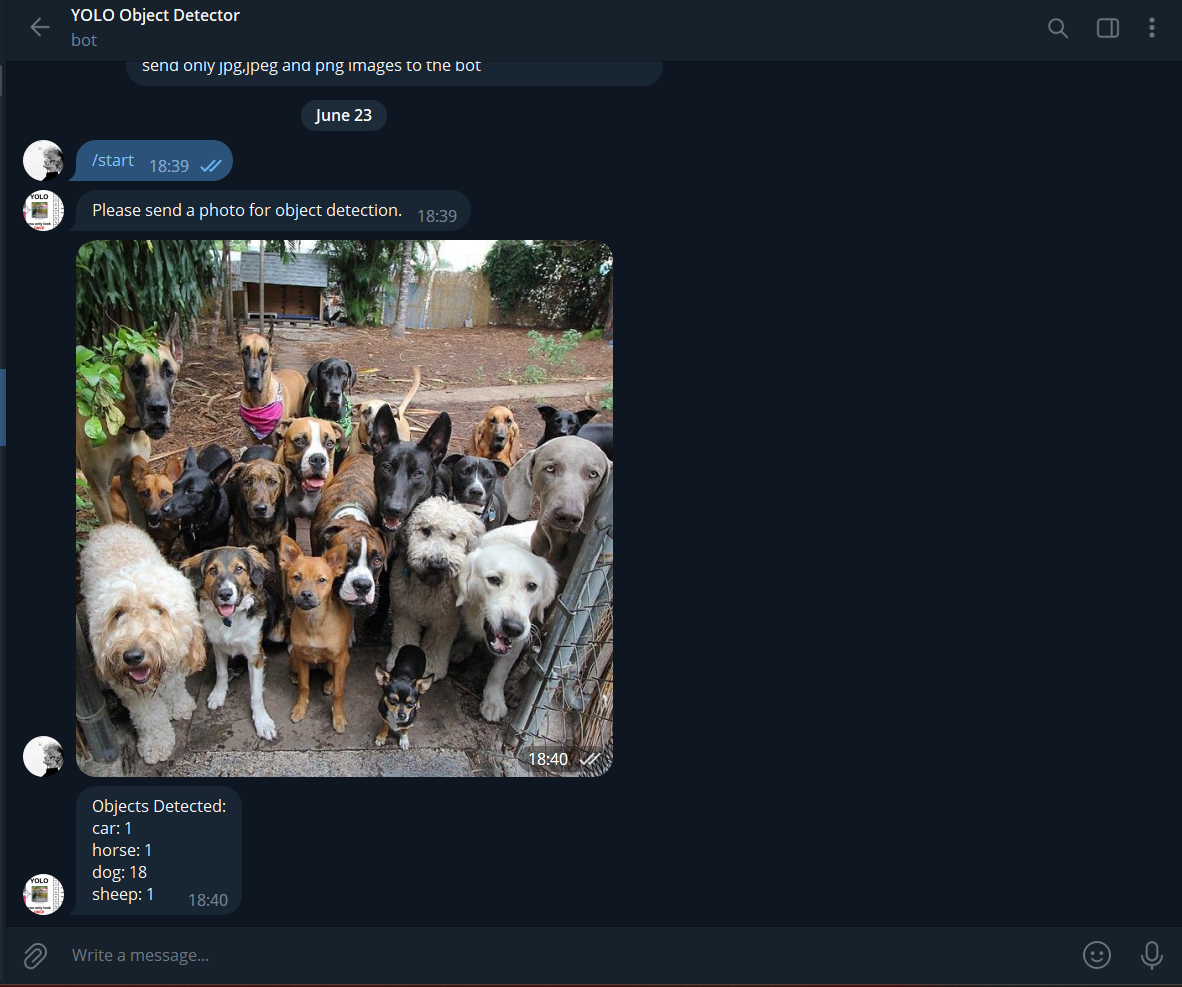 YOLO Object Detector
bot
send only jpg,jpeg and png images to the bot
June 23
/start 18:39
YOLO
Please send a photo for object detection. 18:39
ONCE
18:40
Objects Detected:
car: 1
horse: 1
dog: 18
YOLO
sheep: 1 18:40
ONCE
Write a message...